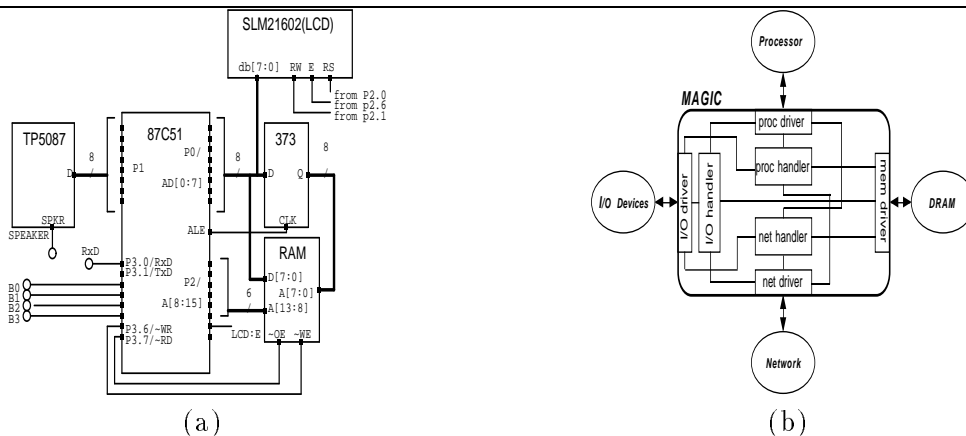 SLM21602(LCD)
db[7:0] RW E RS
from P2.0
from p2.6
from p2.1
TP5087
D
8
SPKR
SPEAKER
87C51
P1
P0/
AD[0:7]
ALE
8
373
D Q
CLK
8
RxD
P3.0/RxD
P3.1/TxD
B0
B1
B2
B3
P2/
A[8:15]
6
P3.6/~WR
P3.7/~RD
RAM
D[7:0]
A[7:0]
A[13:8]
LCD:E ~OE ~WE
(a)
Processor
MAGIC
proc driver
proc handler
I/O Devices
I/O driver
I/O handler
mem driver
DRAM
net handler
net driver
Network
(b)